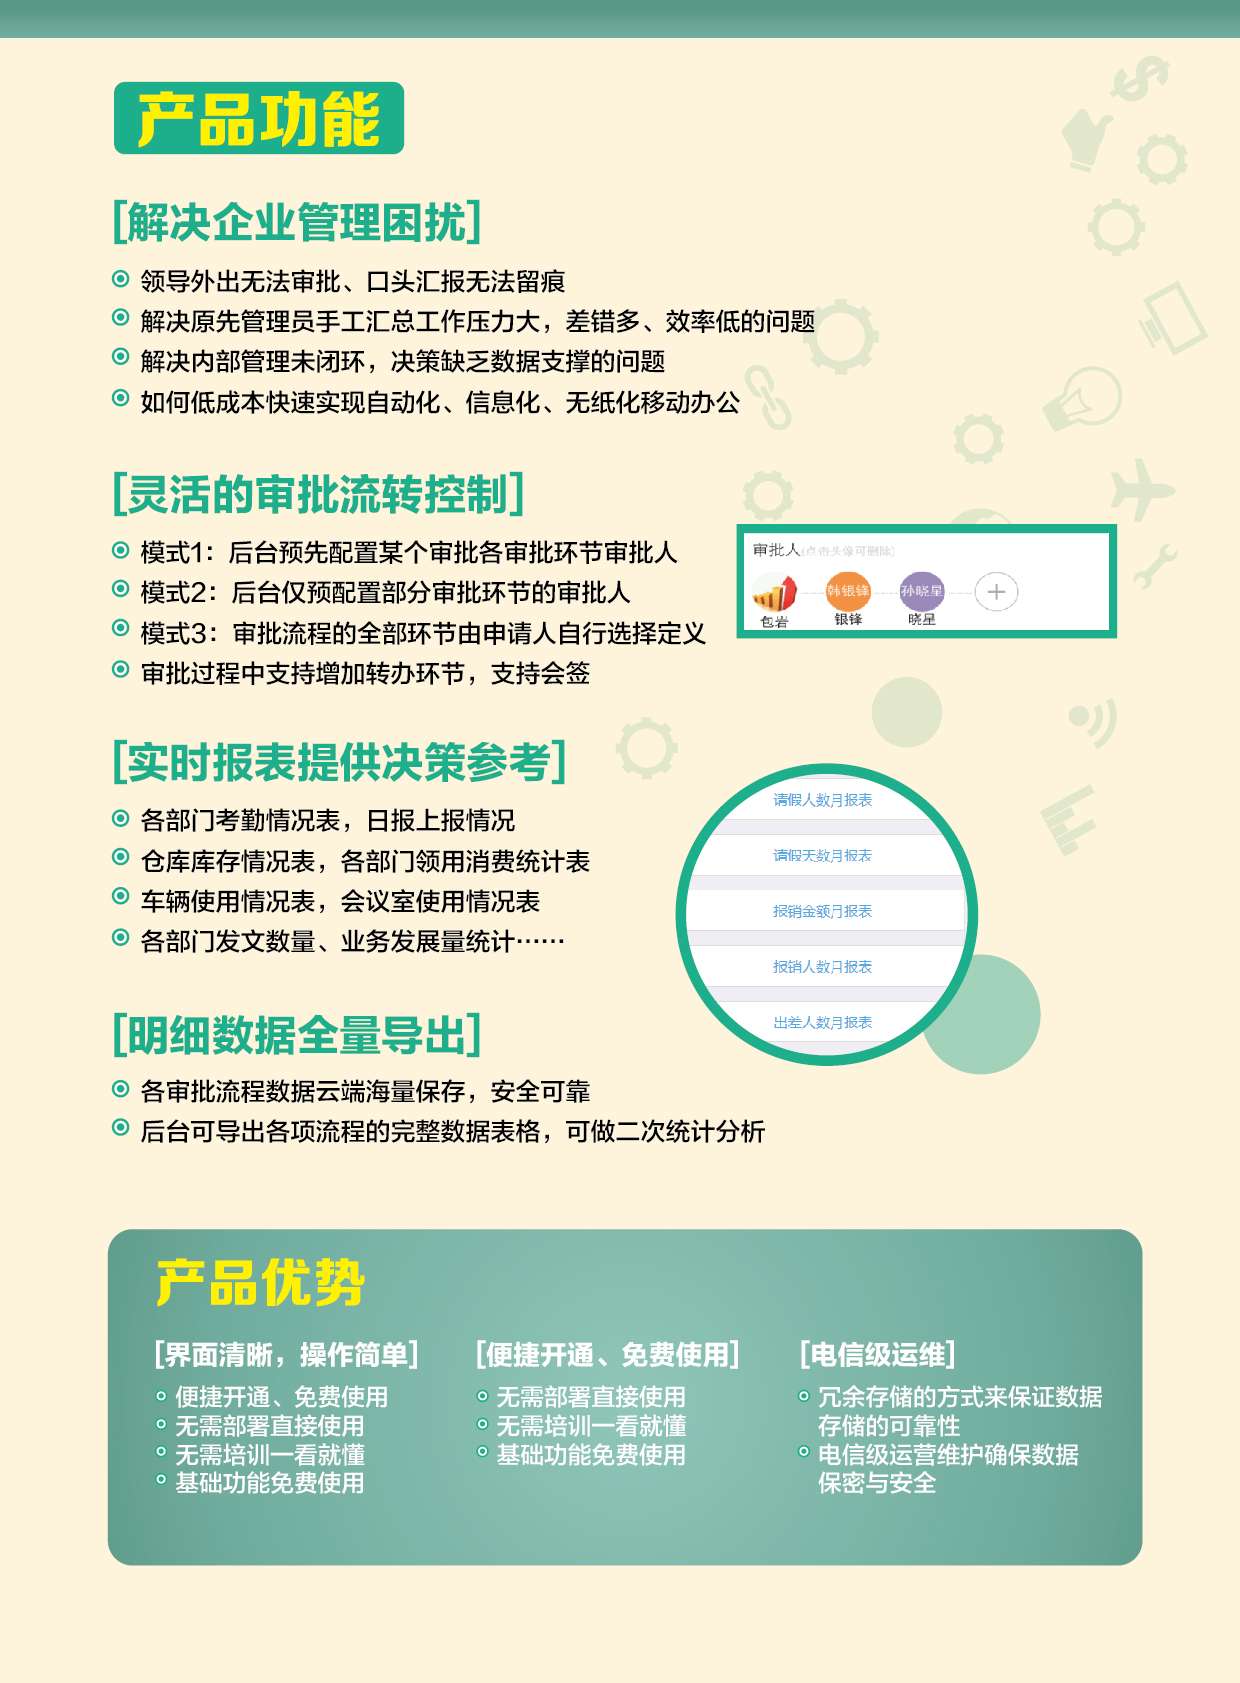 产品功能
[解决企业管理困扰]
领导外出无法审批、口头汇报无法留痕
解决原先管理员手工汇总工作压力大，差错多、效率低的问题
解决内部管理未闭环，决策缺乏数据支撑的问题
如何低成本快速实现自动化、信息化、无纸化移动办公
[灵活的审批流转控制]
模式1：后台预先配置某个审批各审批环节审批人
模式2：后台仅预配置部分审批环节的审批人
模式3：审批流程的全部环节由申请人自行选择定义
审批过程中支持增加转办环节，支持会签
审批人(点击头像可删除)
韩银锋 孙晓星
包岩 银锋 晓星
[实时报表提供决策参考]
各部门考勤情况表，日报上报情况
仓库库存情况表，各部门领用消费统计表
车辆使用情况表，会议室使用情况表
各部门发文数量、业务发展量统计……
请假人数月报表
请假天数月报表
报销金额月报表
报销人数月报表
出差人数月报表
[明细数据全量导出]
各审批流程数据云端海量保存，安全可靠
后台可导出各项流程的完整数据表格，可做二次统计分析
产品优势
[界面清晰，操作简单]
便捷开通、免费使用
无需部署直接使用
无需培训一看就懂
基础功能免费使用
[便捷开通、免费使用]
无需部署直接使用
无需培训一看就懂
基础功能免费使用
[电信级运维]
冗余存储的方式来保证数据
存储的可靠性
电信级运营维护确保数据
保密与安全